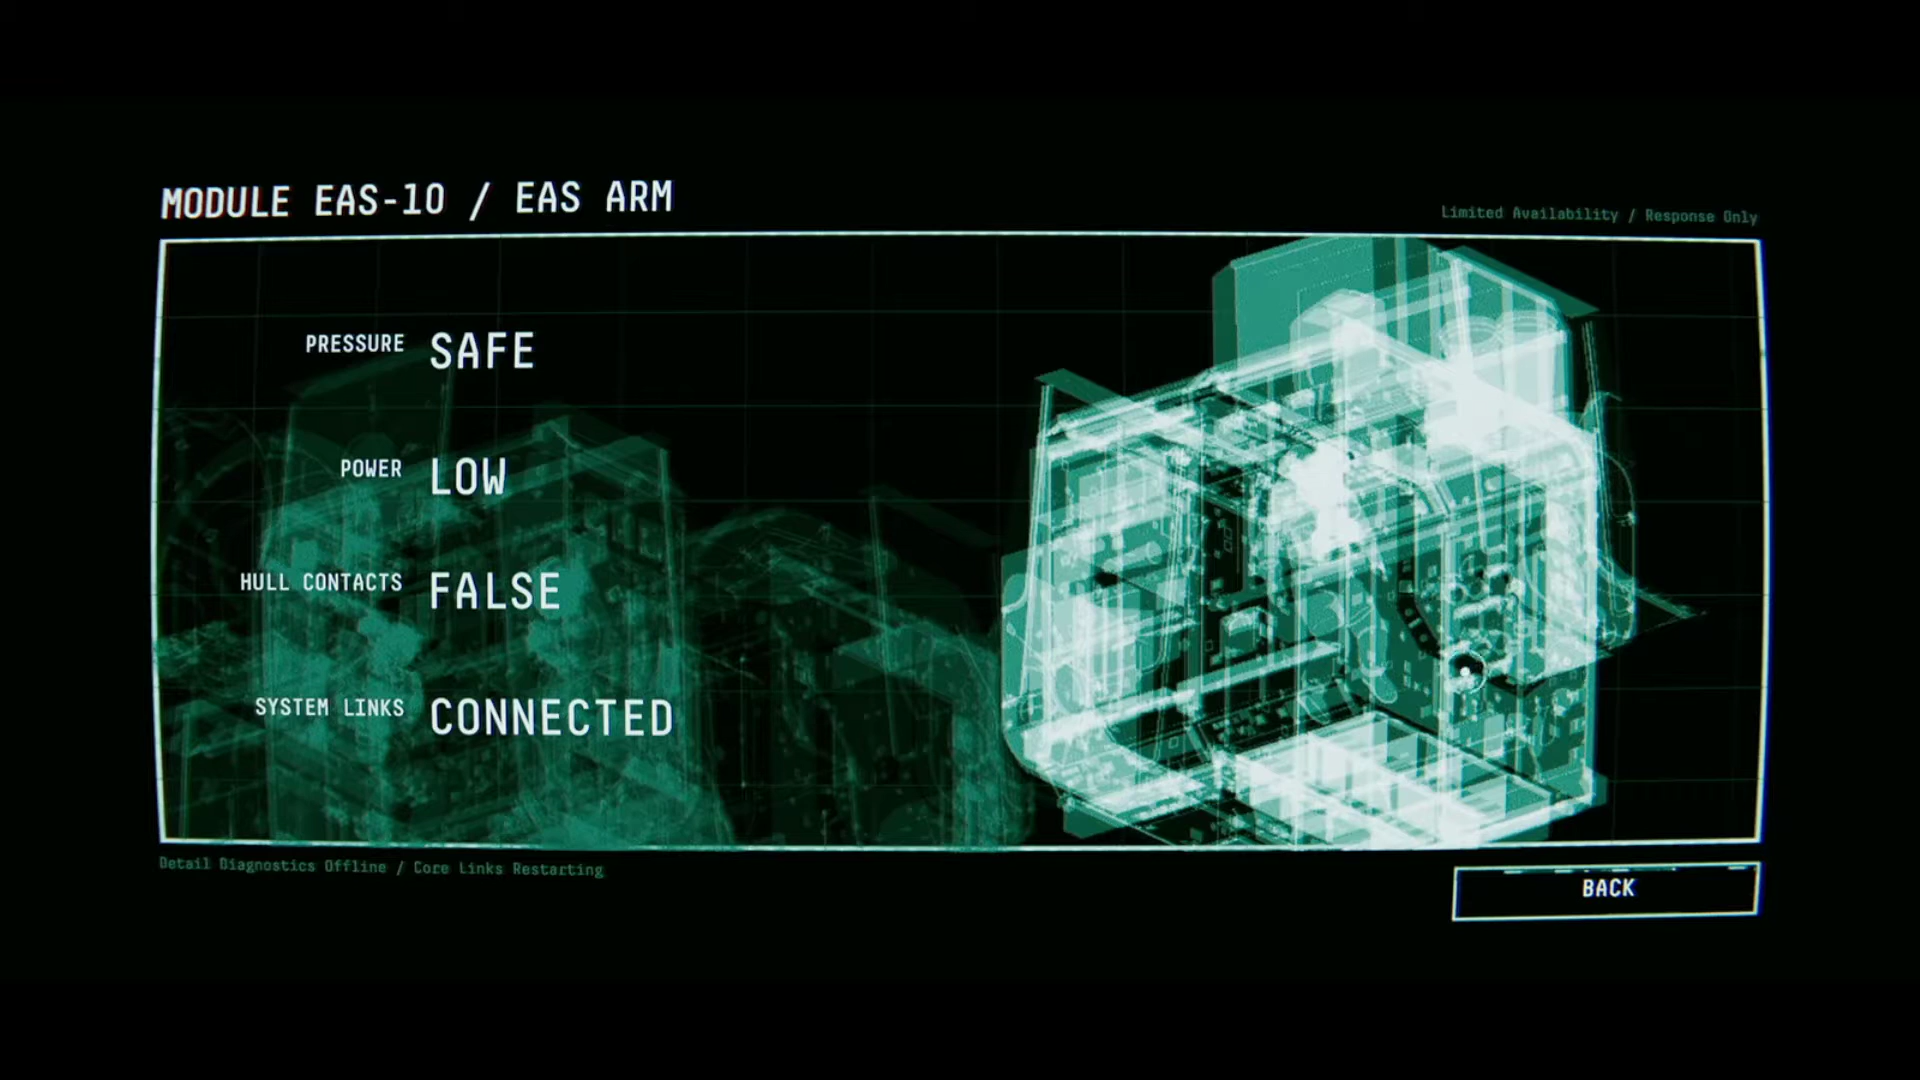 MODULE EAS-10 / EAS ARM
Limited Availability / Response Only
PRESSURE SAFE
POWER LOW
HULL CONTACTS FALSE
SYSTEM LINKS CONNECTED
Detail Diagnostics Offline / Core Links Restarting
BACK